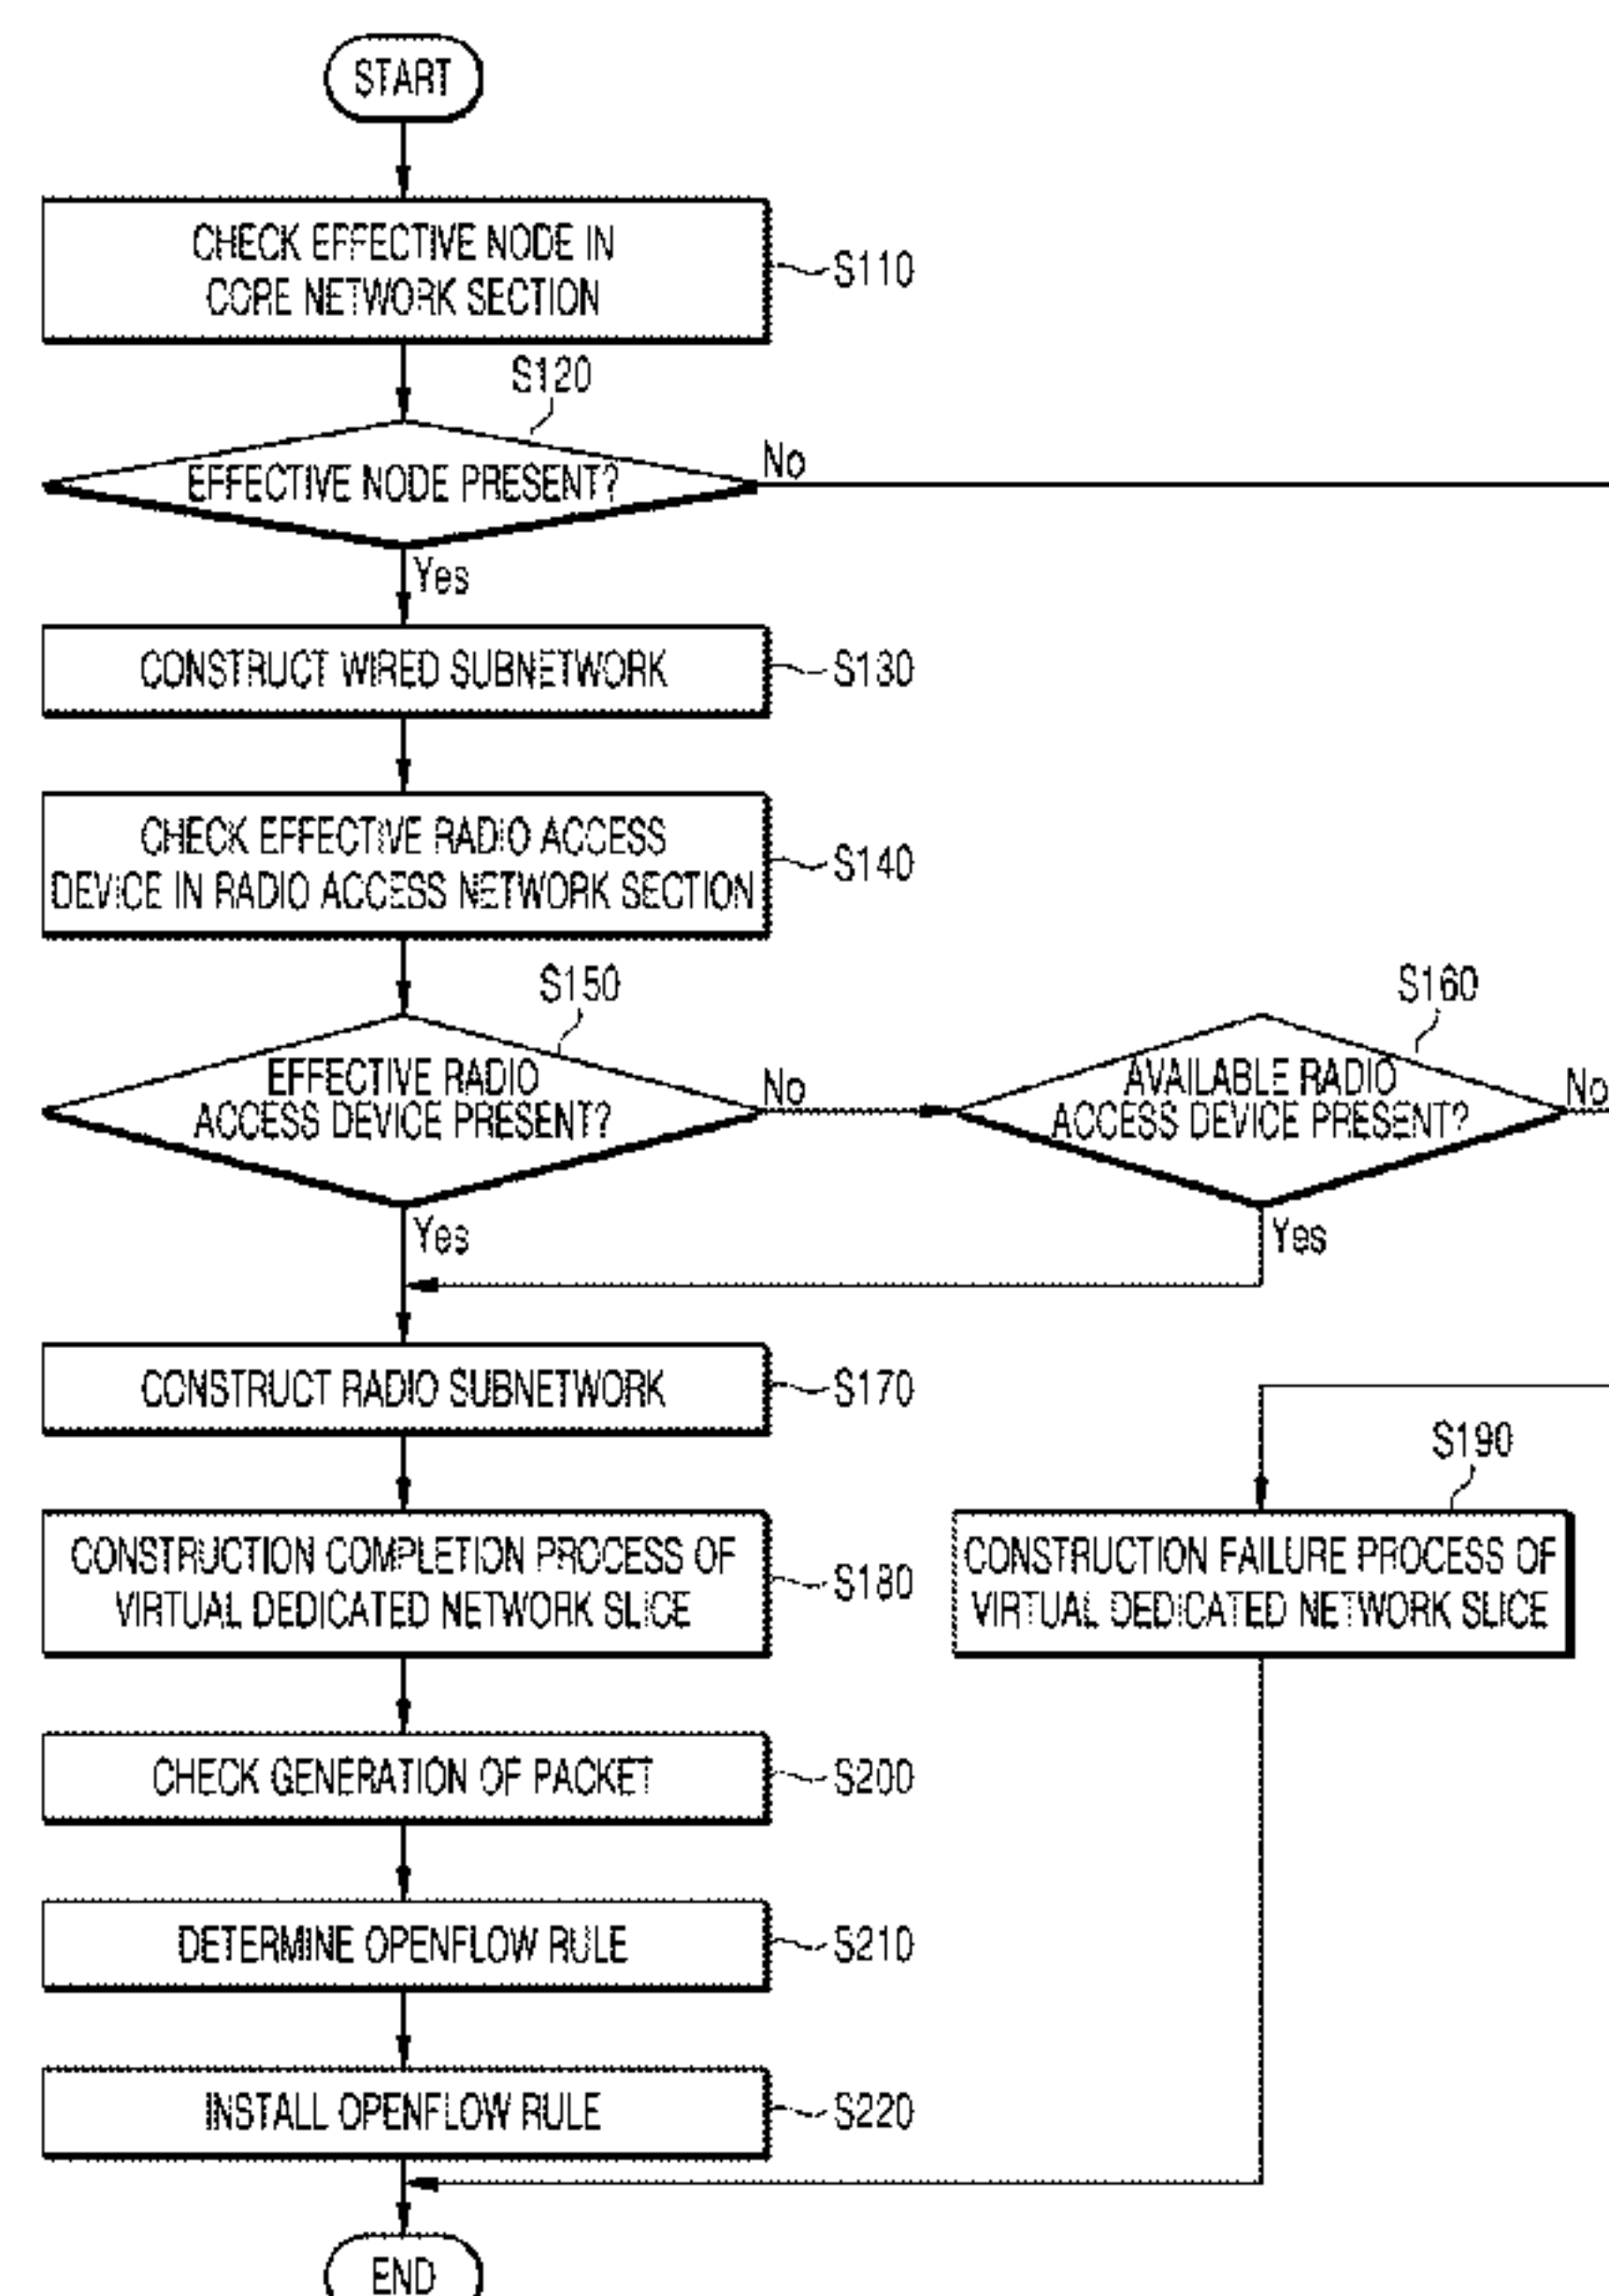 START
CHECK EFFECTIVE NODE IN
CORE NETWORK SECTION
S110
S120
EFFECTIVE NODE PRESENT?
No
Yes
CONSTRUCT WIRED SUBNETWORK
S130
CHECK EFFECTIVE RADIO ACCESS
DEVICE IN RADIO ACCESS NETWORK SECTION
S140
S150
EFFECTIVE RADIO
ACCESS DEVICE PRESENT?
No
Yes
S160
AVAILABLE RADIO
ACCESS DEVICE PRESENT?
No
Yes
CONSTRUCT RADIO SUBNETWORK
S170
CONSTRUCTION COMPLETION PROCESS OF
VIRTUAL DEDICATED NETWORK SLICE
S180
S190
CONSTRUCTION FAILURE PROCESS OF
VIRTUAL DEDICATED NETWORK SLICE
CHECK GENERATION OF PACKET
S200
DETERMINE OPENFLOW RULE
S210
INSTALL OPENFLOW RULE
S220
END